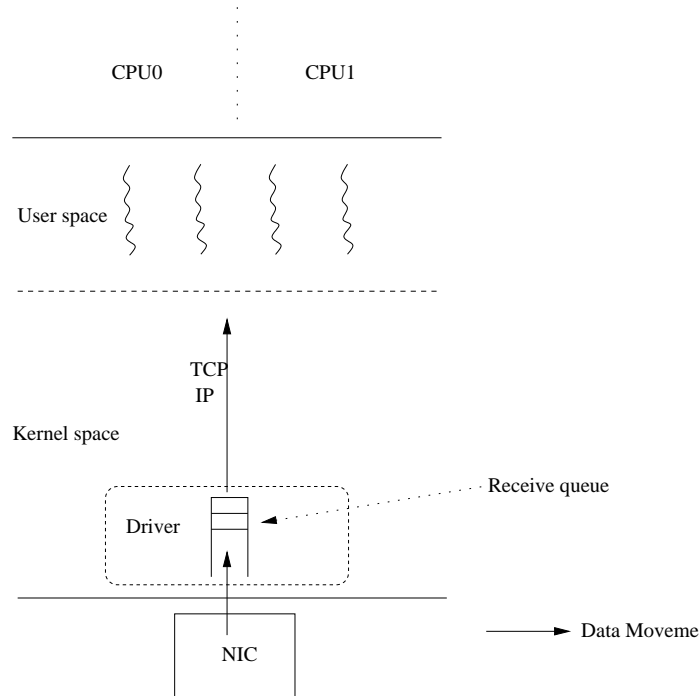 CPU0
CPU1
User space
TCP
IP
Kernel space
Receive queue
Driver
Data Moveme
NIC